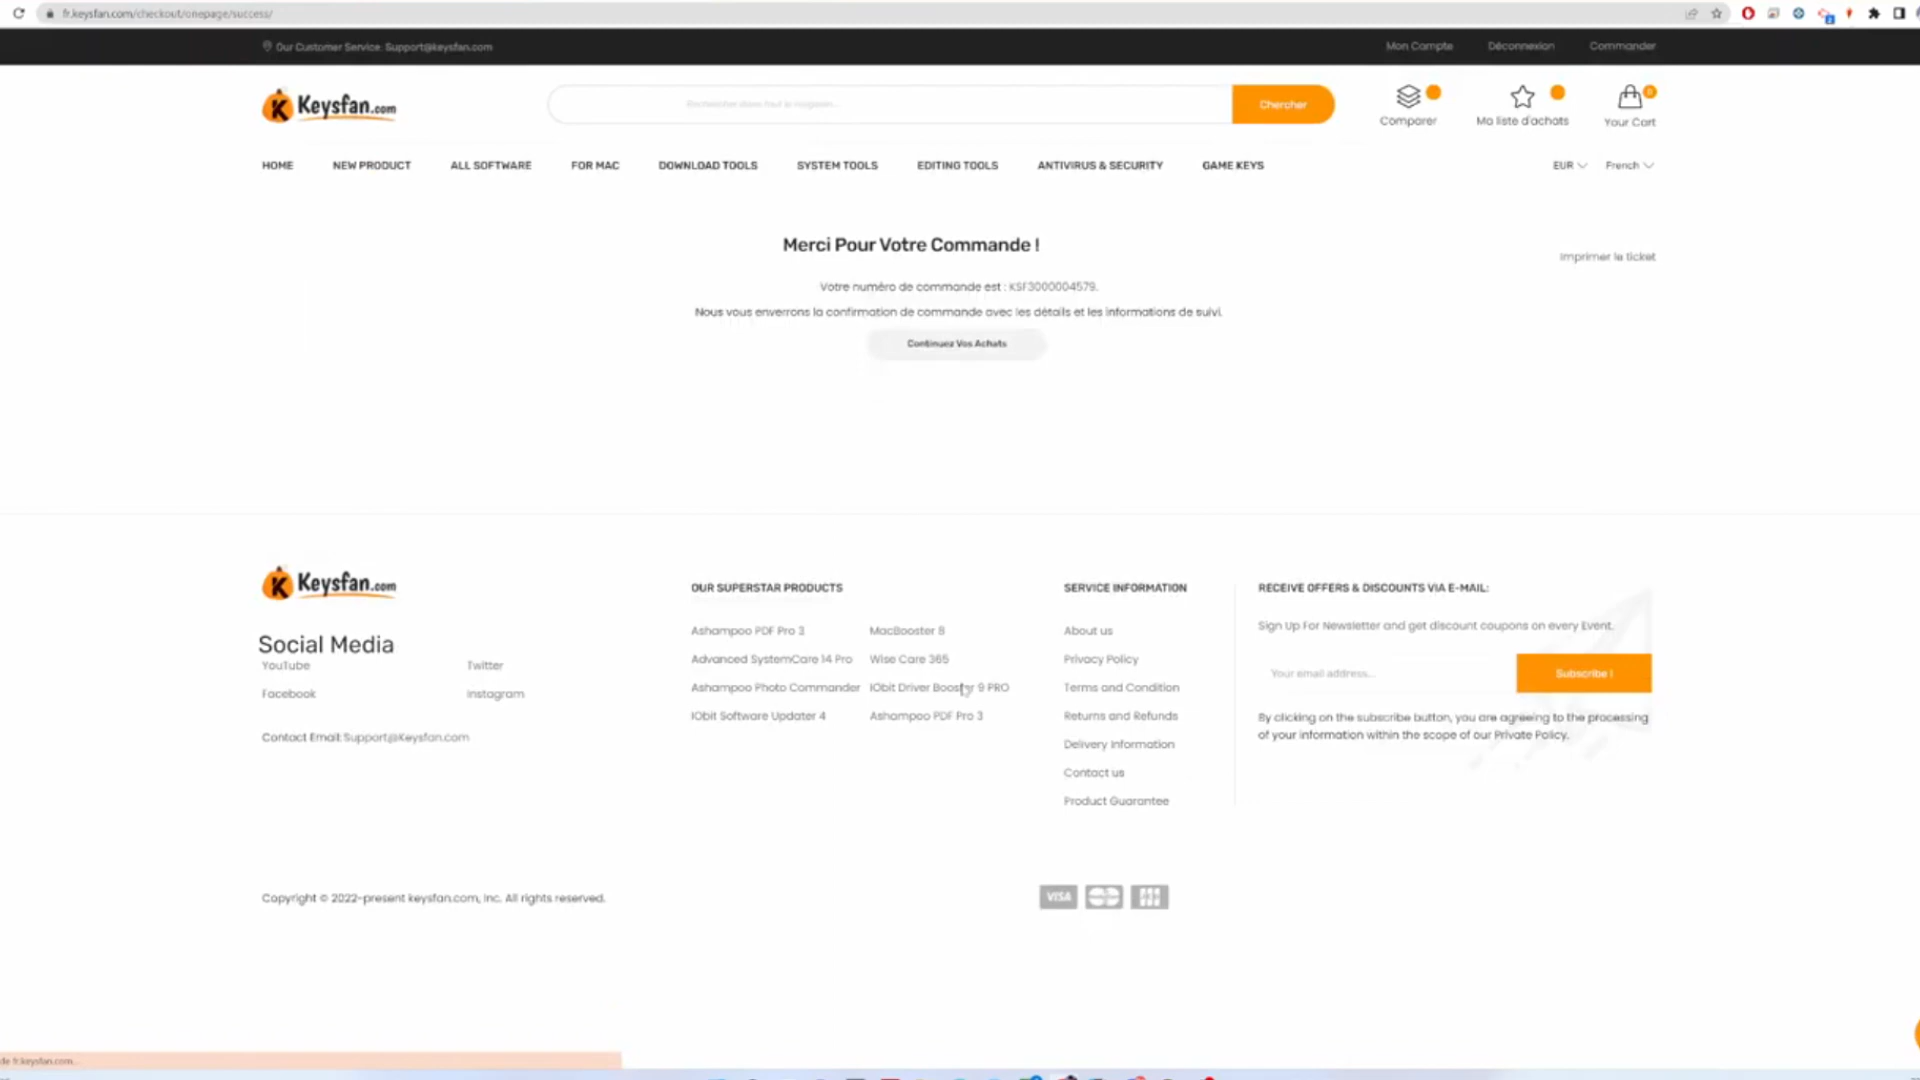 fr.keysfan.com/checkout/onepage/success/
Our Customer Service: Support@keysfan.com
Mon Compte Déconnexion Commander
Keysfan.com
Rechercher dans tout le magasin...
Chercher
Comparer
Ma liste d'achats
0
Your Cart
HOME NEW PRODUCT ALL SOFTWARE FOR MAC DOWNLOAD TOOLS SYSTEM TOOLS EDITING TOOLS ANTIVIRUS & SECURITY GAME KEYS EUR French
Merci Pour Votre Commande !
Imprimer le ticket
Votre numéro de commande est : KSF3000004579.
Nous vous enverrons la confirmation de commande avec les détails et les informations de suivi.
Continuez Vos Achats
Keysfan.com
Social Media
YouTube Twitter
Facebook Instagram
Contact Email: Support@Keysfan.com
OUR SUPERSTAR PRODUCTS
Ashampoo PDF Pro 3 MacBooster 8
Advanced SystemCare 14 Pro Wise Care 365
Ashampoo Photo Commander IObit Driver Booster 9 PRO
IObit Software Updater 4 Ashampoo PDF Pro 3
SERVICE INFORMATION
About us
Privacy Policy
Terms and Condition
Returns and Refunds
Delivery Information
Contact us
Product Guarantee
RECEIVE OFFERS & DISCOUNTS VIA E-MAIL:
Sign Up For Newsletter and get discount coupons on every Event.
Your email address...
Subscribe !
By clicking on the subscribe button, you are agreeing to the processing
of your information within the scope of our Private Policy.
Copyright © 2022-present keysfan.com, Inc. All rights reserved.
VISA
de fr.keysfan.com...